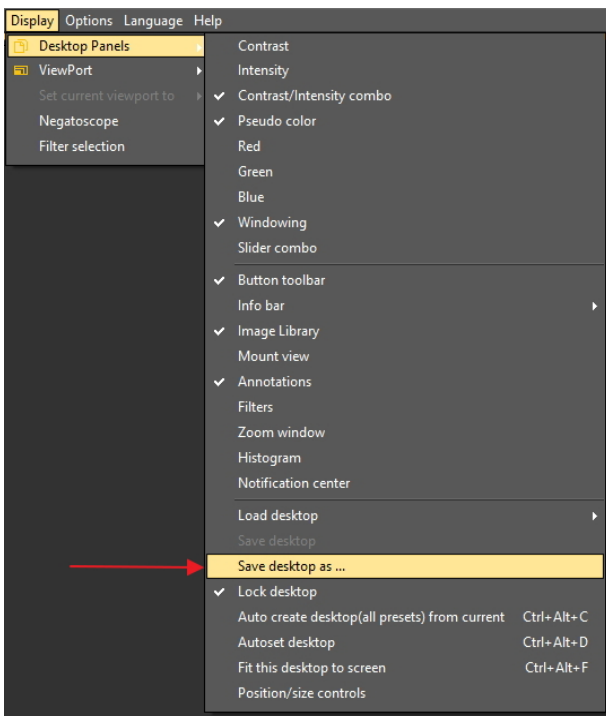 Display Options Language Help
Desktop Panels
ViewPort
Set current viewport to
Negatoscope
Filter selection
Contrast
Intensity
Contrast/Intensity combo
Pseudo color
Red
Green
Blue
Windowing
Slider combo
Button toolbar
Info bar
Image Library
Mount view
Annotations
Filters
Zoom window
Histogram
Notification center
Load desktop
Save desktop
Save desktop as ...
Lock desktop
Auto create desktop(all presets) from current Ctrl+Alt+C
Autoset desktop Ctrl+Alt+D
Fit this desktop to screen Ctrl+Alt+F
Position/size controls